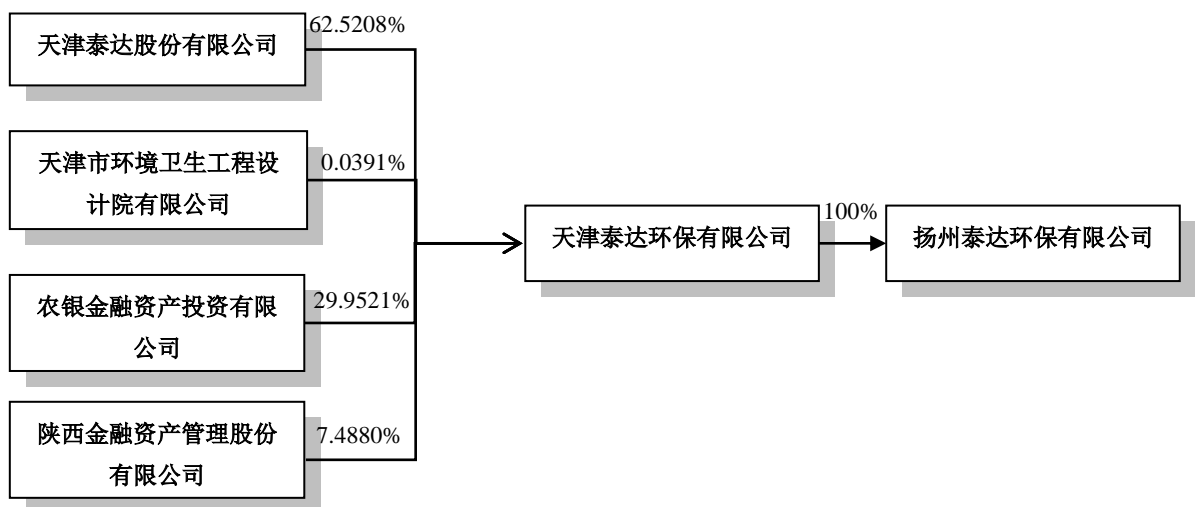 天津泰达股份有限公司
62.5208%
天津市环境卫生工程设
计院有限公司
0.0391%
农银金融资产投资有限
公司
29.9521%
陕西金融资产管理股份
有限公司
7.4880%
天津泰达环保有限公司
100%
扬州泰达环保有限公司